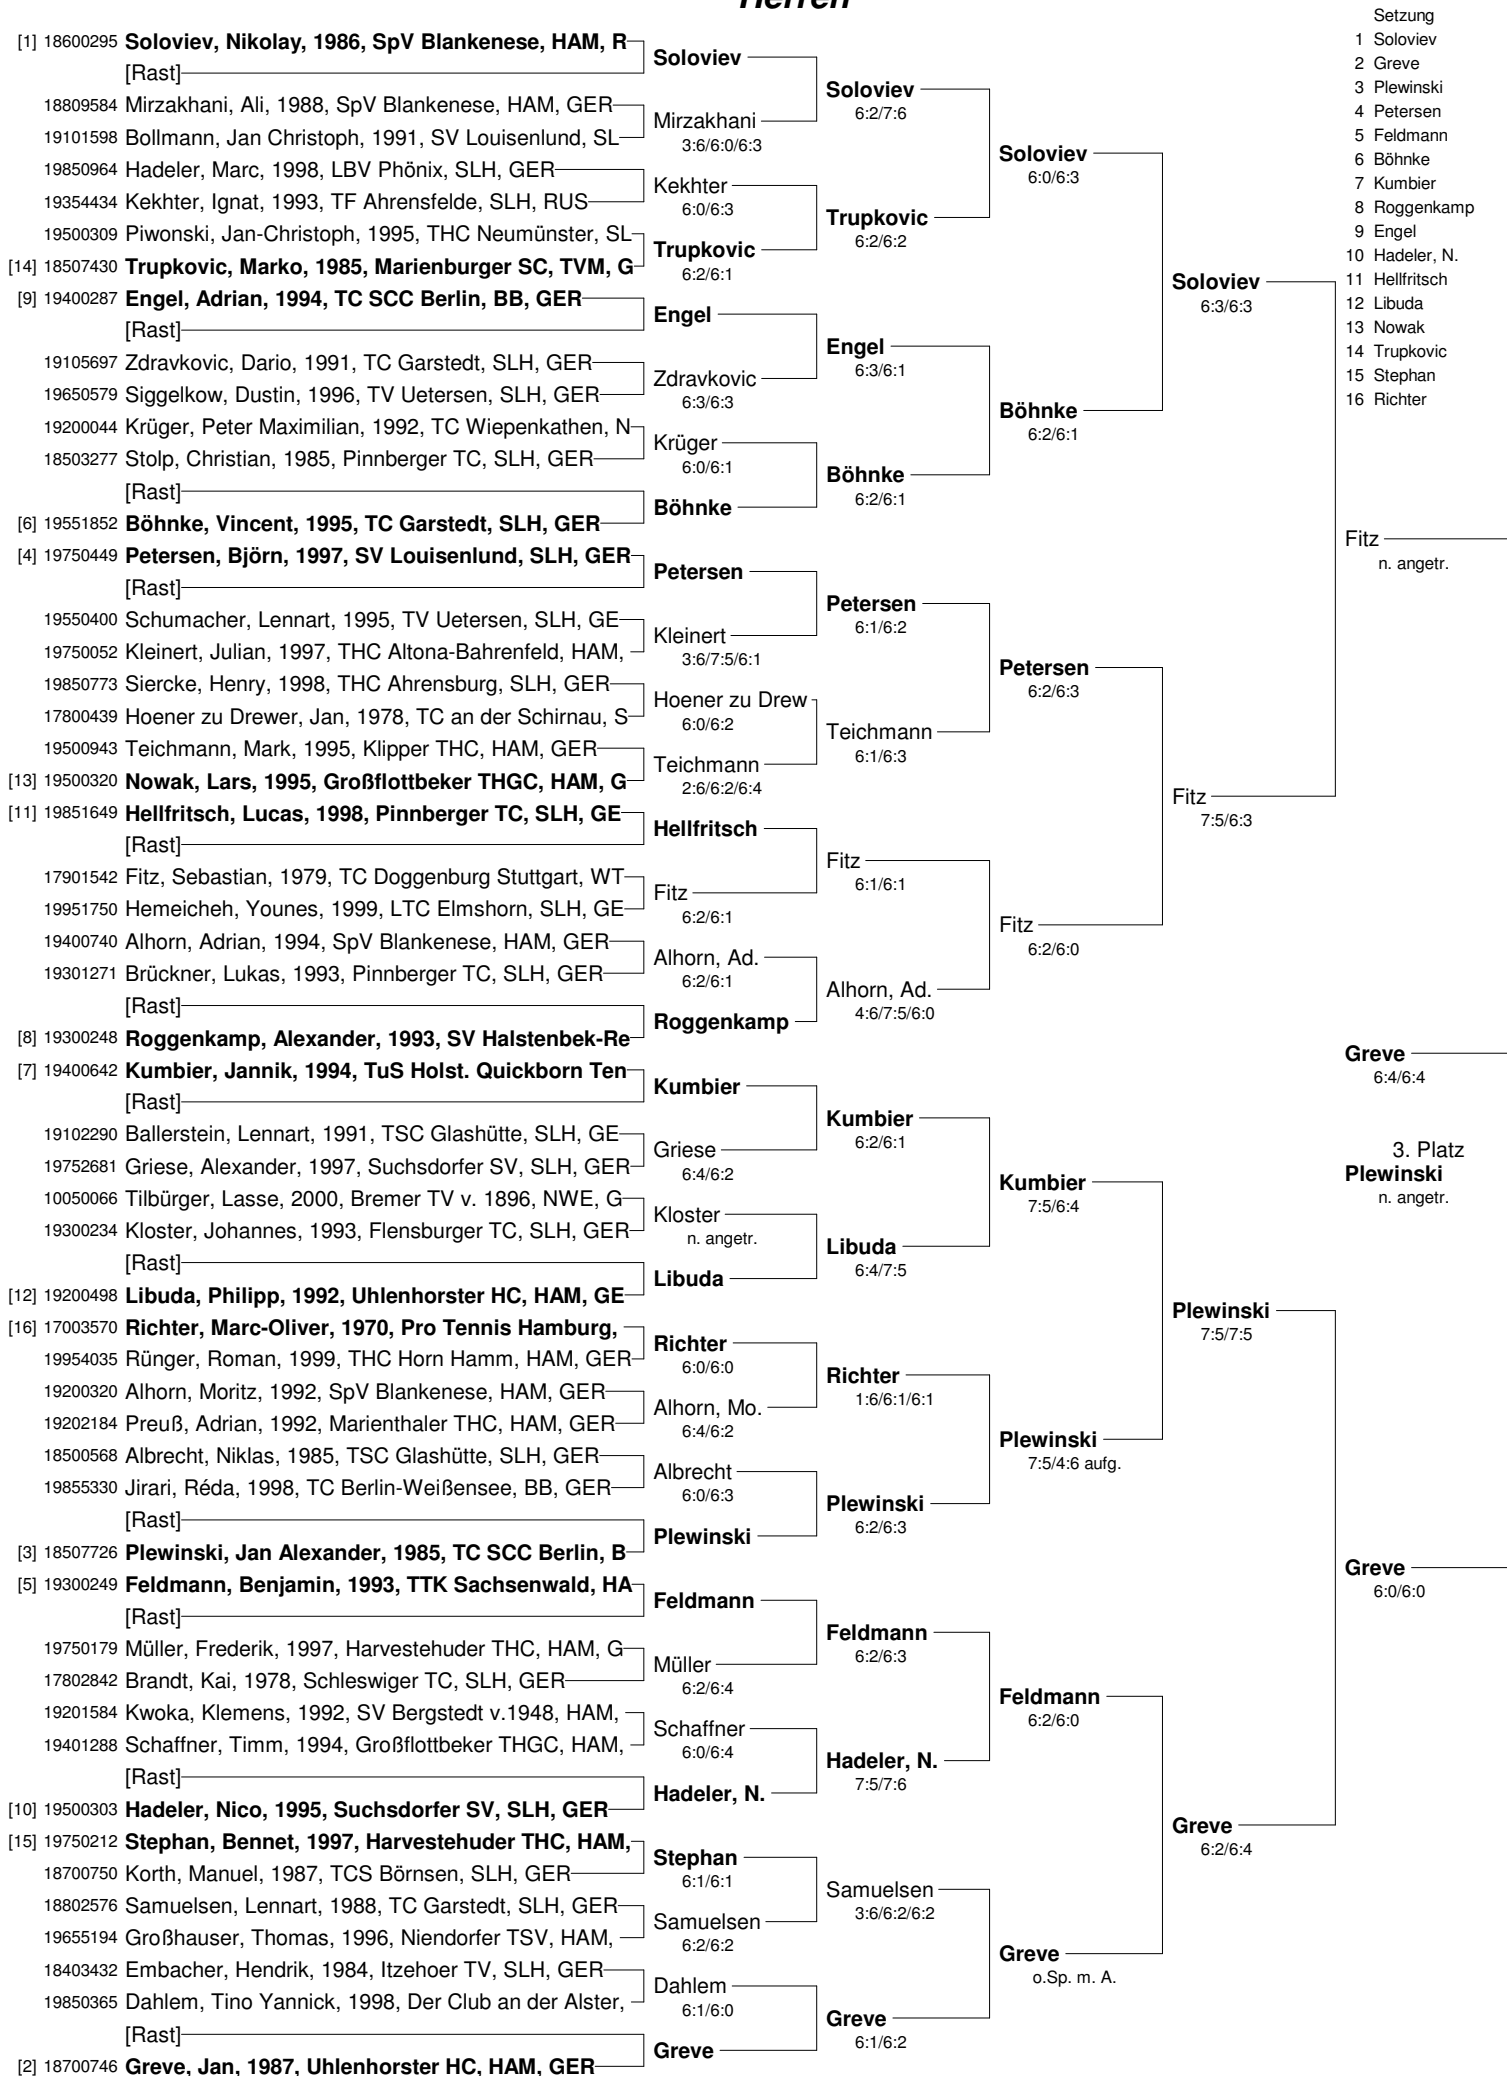 Herren
[1] 18600295 Soloviev, Nikolay, 1986, SpV Blankenese, HAM, R
[Rast]
18809584 Mirzakhani, Ali, 1988, SpV Blankenese, HAM, GER
19101598 Bollmann, Jan Christoph, 1991, SV Louisenlund, SL
19850964 Hadeler, Marc, 1998, LBV Phönix, SLH, GER
19354434 Kekhter, Ignat, 1993, TF Ahrensfelde, SLH, RUS
19500309 Piwonski, Jan-Christoph, 1995, THC Neumünster, SL
[14] 18507430 Trupkovic, Marko, 1985, Marienburger SC, TVM, G
[9] 19400287 Engel, Adrian, 1994, TC SCC Berlin, BB, GER
[Rast]
19105697 Zdravkovic, Dario, 1991, TC Garstedt, SLH, GER
19650579 Siggelkow, Dustin, 1996, TV Uetersen, SLH, GER
19200044 Krüger, Peter Maximilian, 1992, TC Wiepenkathen, N
18503277 Stolp, Christian, 1985, Pinnberger TC, SLH, GER
[Rast]
[6] 19551852 Böhnke, Vincent, 1995, TC Garstedt, SLH, GER
[4] 19750449 Petersen, Björn, 1997, SV Louisenlund, SLH, GER
[Rast]
19550400 Schumacher, Lennart, 1995, TV Uetersen, SLH, GE
19750052 Kleinert, Julian, 1997, THC Altona-Bahrenfeld, HAM,
19850773 Siercke, Henry, 1998, THC Ahrensburg, SLH, GER
17800439 Hoener zu Drewer, Jan, 1978, TC an der Schirnau, S
19500943 Teichmann, Mark, 1995, Klipper THC, HAM, GER
[13] 19500320 Nowak, Lars, 1995, Großflottbeker THGC, HAM, G
[11] 19851649 Hellfritsch, Lucas, 1998, Pinnberger TC, SLH, GE
[Rast]
17901542 Fitz, Sebastian, 1979, TC Doggenburg Stuttgart, WT
19951750 Hemeicheh, Younes, 1999, LTC Elmshorn, SLH, GE
19400740 Alhorn, Adrian, 1994, SpV Blankenese, HAM, GER
19301271 Brückner, Lukas, 1993, Pinnberger TC, SLH, GER
[Rast]
[8] 19300248 Roggenkamp, Alexander, 1993, SV Halstenbek-Re
[7] 19400642 Kumbier, Jannik, 1994, TuS Holst. Quickborn Ten
[Rast]
19102290 Ballerstein, Lennart, 1991, TSC Glashütte, SLH, GE
19752681 Griese, Alexander, 1997, Suchsdorfer SV, SLH, GER
10050066 Tilbürger, Lasse, 2000, Bremer TV v. 1896, NWE, G
19300234 Kloster, Johannes, 1993, Flensburger TC, SLH, GER
[Rast]
[12] 19200498 Libuda, Philipp, 1992, Uhlenhorster HC, HAM, GE
[16] 17003570 Richter, Marc-Oliver, 1970, Pro Tennis Hamburg,
19954035 Rünger, Roman, 1999, THC Horn Hamm, HAM, GER
19200320 Alhorn, Moritz, 1992, SpV Blankenese, HAM, GER
19202184 Preuß, Adrian, 1992, Marienthaler THC, HAM, GER
18500568 Albrecht, Niklas, 1985, TSC Glashütte, SLH, GER
19855330 Jirari, Réda, 1998, TC Berlin-Weißensee, BB, GER
[Rast]
[3] 18507726 Plewinski, Jan Alexander, 1985, TC SCC Berlin, B
[5] 19300249 Feldmann, Benjamin, 1993, TTK Sachsenwald, HA
[Rast]
19750179 Müller, Frederik, 1997, Harvestehuder THC, HAM, G
17802842 Brandt, Kai, 1978, Schleswiger TC, SLH, GER
19201584 Kwoka, Klemens, 1992, SV Bergstedt v.1948, HAM,
19401288 Schaffner, Timm, 1994, Großflottbeker THGC, HAM,
[Rast]
[10] 19500303 Hadeler, Nico, 1995, Suchsdorfer SV, SLH, GER
[15] 19750212 Stephan, Bennet, 1997, Harvestehuder THC, HAM,
18700750 Korth, Manuel, 1987, TCS Börnsen, SLH, GER
18802576 Samuelsen, Lennart, 1988, TC Garstedt, SLH, GER
19655194 Großhauser, Thomas, 1996, Niendorfer TSV, HAM,
18403432 Embacher, Hendrik, 1984, Itzehoer TV, SLH, GER
19850365 Dahlem, Tino Yannick, 1998, Der Club an der Alster,
[Rast]
[2] 18700746 Greve, Jan, 1987, Uhlenhorster HC, HAM, GER
Soloviev
Mirzakhani
3:6/6:0/6:3
Kekhter
6:0/6:3
Trupkovic
6:2/6:1
Engel
Zdravkovic
6:3/6:3
Krüger
6:0/6:1
Böhnke
Petersen
Kleinert
3:6/7:5/6:1
Hoener zu Drew
6:0/6:2
Teichmann
2:6/6:2/6:4
Hellfritsch
Fitz
6:2/6:1
Alhorn, Ad.
6:2/6:1
Roggenkamp
Kumbier
Griese
6:4/6:2
Kloster
n. angetr.
Libuda
Richter
6:0/6:0
Alhorn, Mo.
6:4/6:2
Albrecht
6:0/6:3
Plewinski
Feldmann
Müller
6:2/6:4
Schaffner
6:0/6:4
Hadeler, N.
Stephan
6:1/6:1
Samuelsen
6:2/6:2
Dahlem
6:1/6:0
Greve
Soloviev
6:2/7:6
Trupkovic
6:2/6:2
Engel
6:3/6:1
Böhnke
6:2/6:1
Petersen
6:1/6:2
Teichmann
6:1/6:3
Fitz
6:1/6:1
Alhorn, Ad.
4:6/7:5/6:0
Kumbier
6:2/6:1
Libuda
6:4/7:5
Richter
1:6/6:1/6:1
Plewinski
6:2/6:3
Feldmann
6:2/6:3
Hadeler, N.
7:5/7:6
Samuelsen
3:6/6:2/6:2
Greve
6:1/6:2
Soloviev
6:0/6:3
Böhnke
6:2/6:1
Petersen
6:2/6:3
Fitz
6:2/6:0
Kumbier
7:5/6:4
Plewinski
7:5/4:6 aufg.
Feldmann
6:2/6:0
Greve
o.Sp. m. A.
Soloviev
6:3/6:3
Fitz
7:5/6:3
Plewinski
7:5/7:5
Greve
6:2/6:4
Setzung
1 Soloviev
2 Greve
3 Plewinski
4 Petersen
5 Feldmann
6 Böhnke
7 Kumbier
8 Roggenkamp
9 Engel
10 Hadeler, N.
11 Hellfritsch
12 Libuda
13 Nowak
14 Trupkovic
15 Stephan
16 Richter
Fitz
n. angetr.
Greve
6:4/6:4
3. Platz
Plewinski
n. angetr.
Greve
6:0/6:0